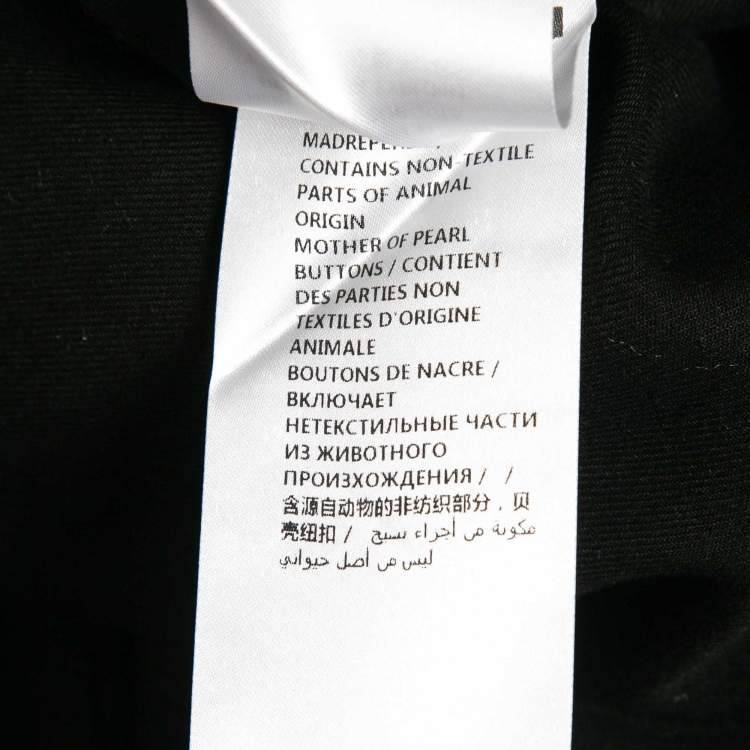 CONTAINS NON-TEXTILE
PARTS OF ANIMAL
ORIGIN
MOTHER OF PEARL
BUTTONS / CONTIENT
DES PARTIES NON
TEXTILES D'ORIGINE
ANIMALE
BOUTONS DE NACRE /
ВКЛЮЧАЕТ
НЕТЕКСТИЛЬНЫЕ ЧАСТИ
ИЗ ЖИВОТНОГО
ПРОИЗХОЖДЕНИЯ / /
含源自动物的非纺织部分，贝
壳纽扣 / مكونة من أجزاء نسيج
ليس من أصل حيواني